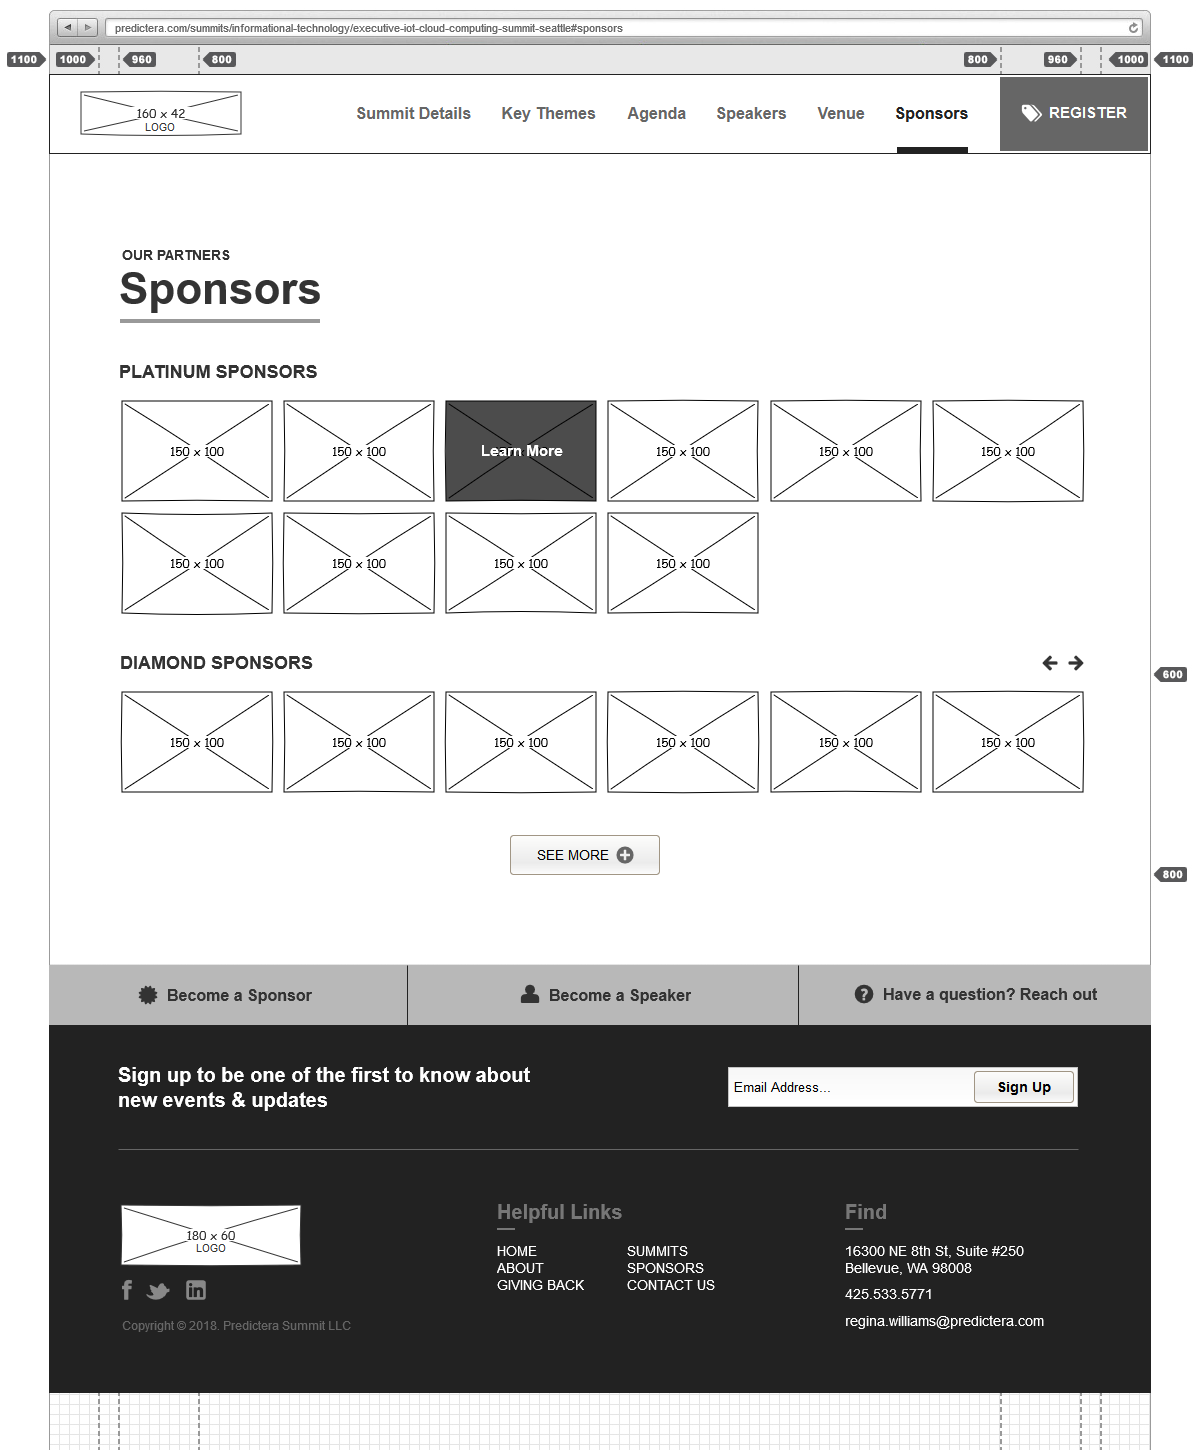 predictera.com/summits/informational-technology/executive-iot-cloud-computing-summit-seattle#sponsors
1100 1000 960 800 800 960 1000 1100
160 x 42
LOGO
Summit Details Key Themes Agenda Speakers Venue Sponsors REGISTER
OUR PARTNERS
Sponsors
PLATINUM SPONSORS
150 x 100 150 x 100 Learn More 150 x 100 150 x 100 150 x 100
150 x 100 150 x 100 150 x 100 150 x 100
DIAMOND SPONSORS
600
150 x 100 150 x 100 150 x 100 150 x 100 150 x 100 150 x 100
SEE MORE
800
Become a Sponsor Become a Speaker Have a question? Reach out
Sign up to be one of the first to know about
new events & updates
Email Address... Sign Up
180 x 60
LOGO
Copyright © 2018. Predictera Summit LLC
Helpful Links
HOME SUMMITS
ABOUT SPONSORS
GIVING BACK CONTACT US
Find
16300 NE 8th St, Suite #250
Bellevue, WA 98008
425.533.5771
regina.williams@predictera.com